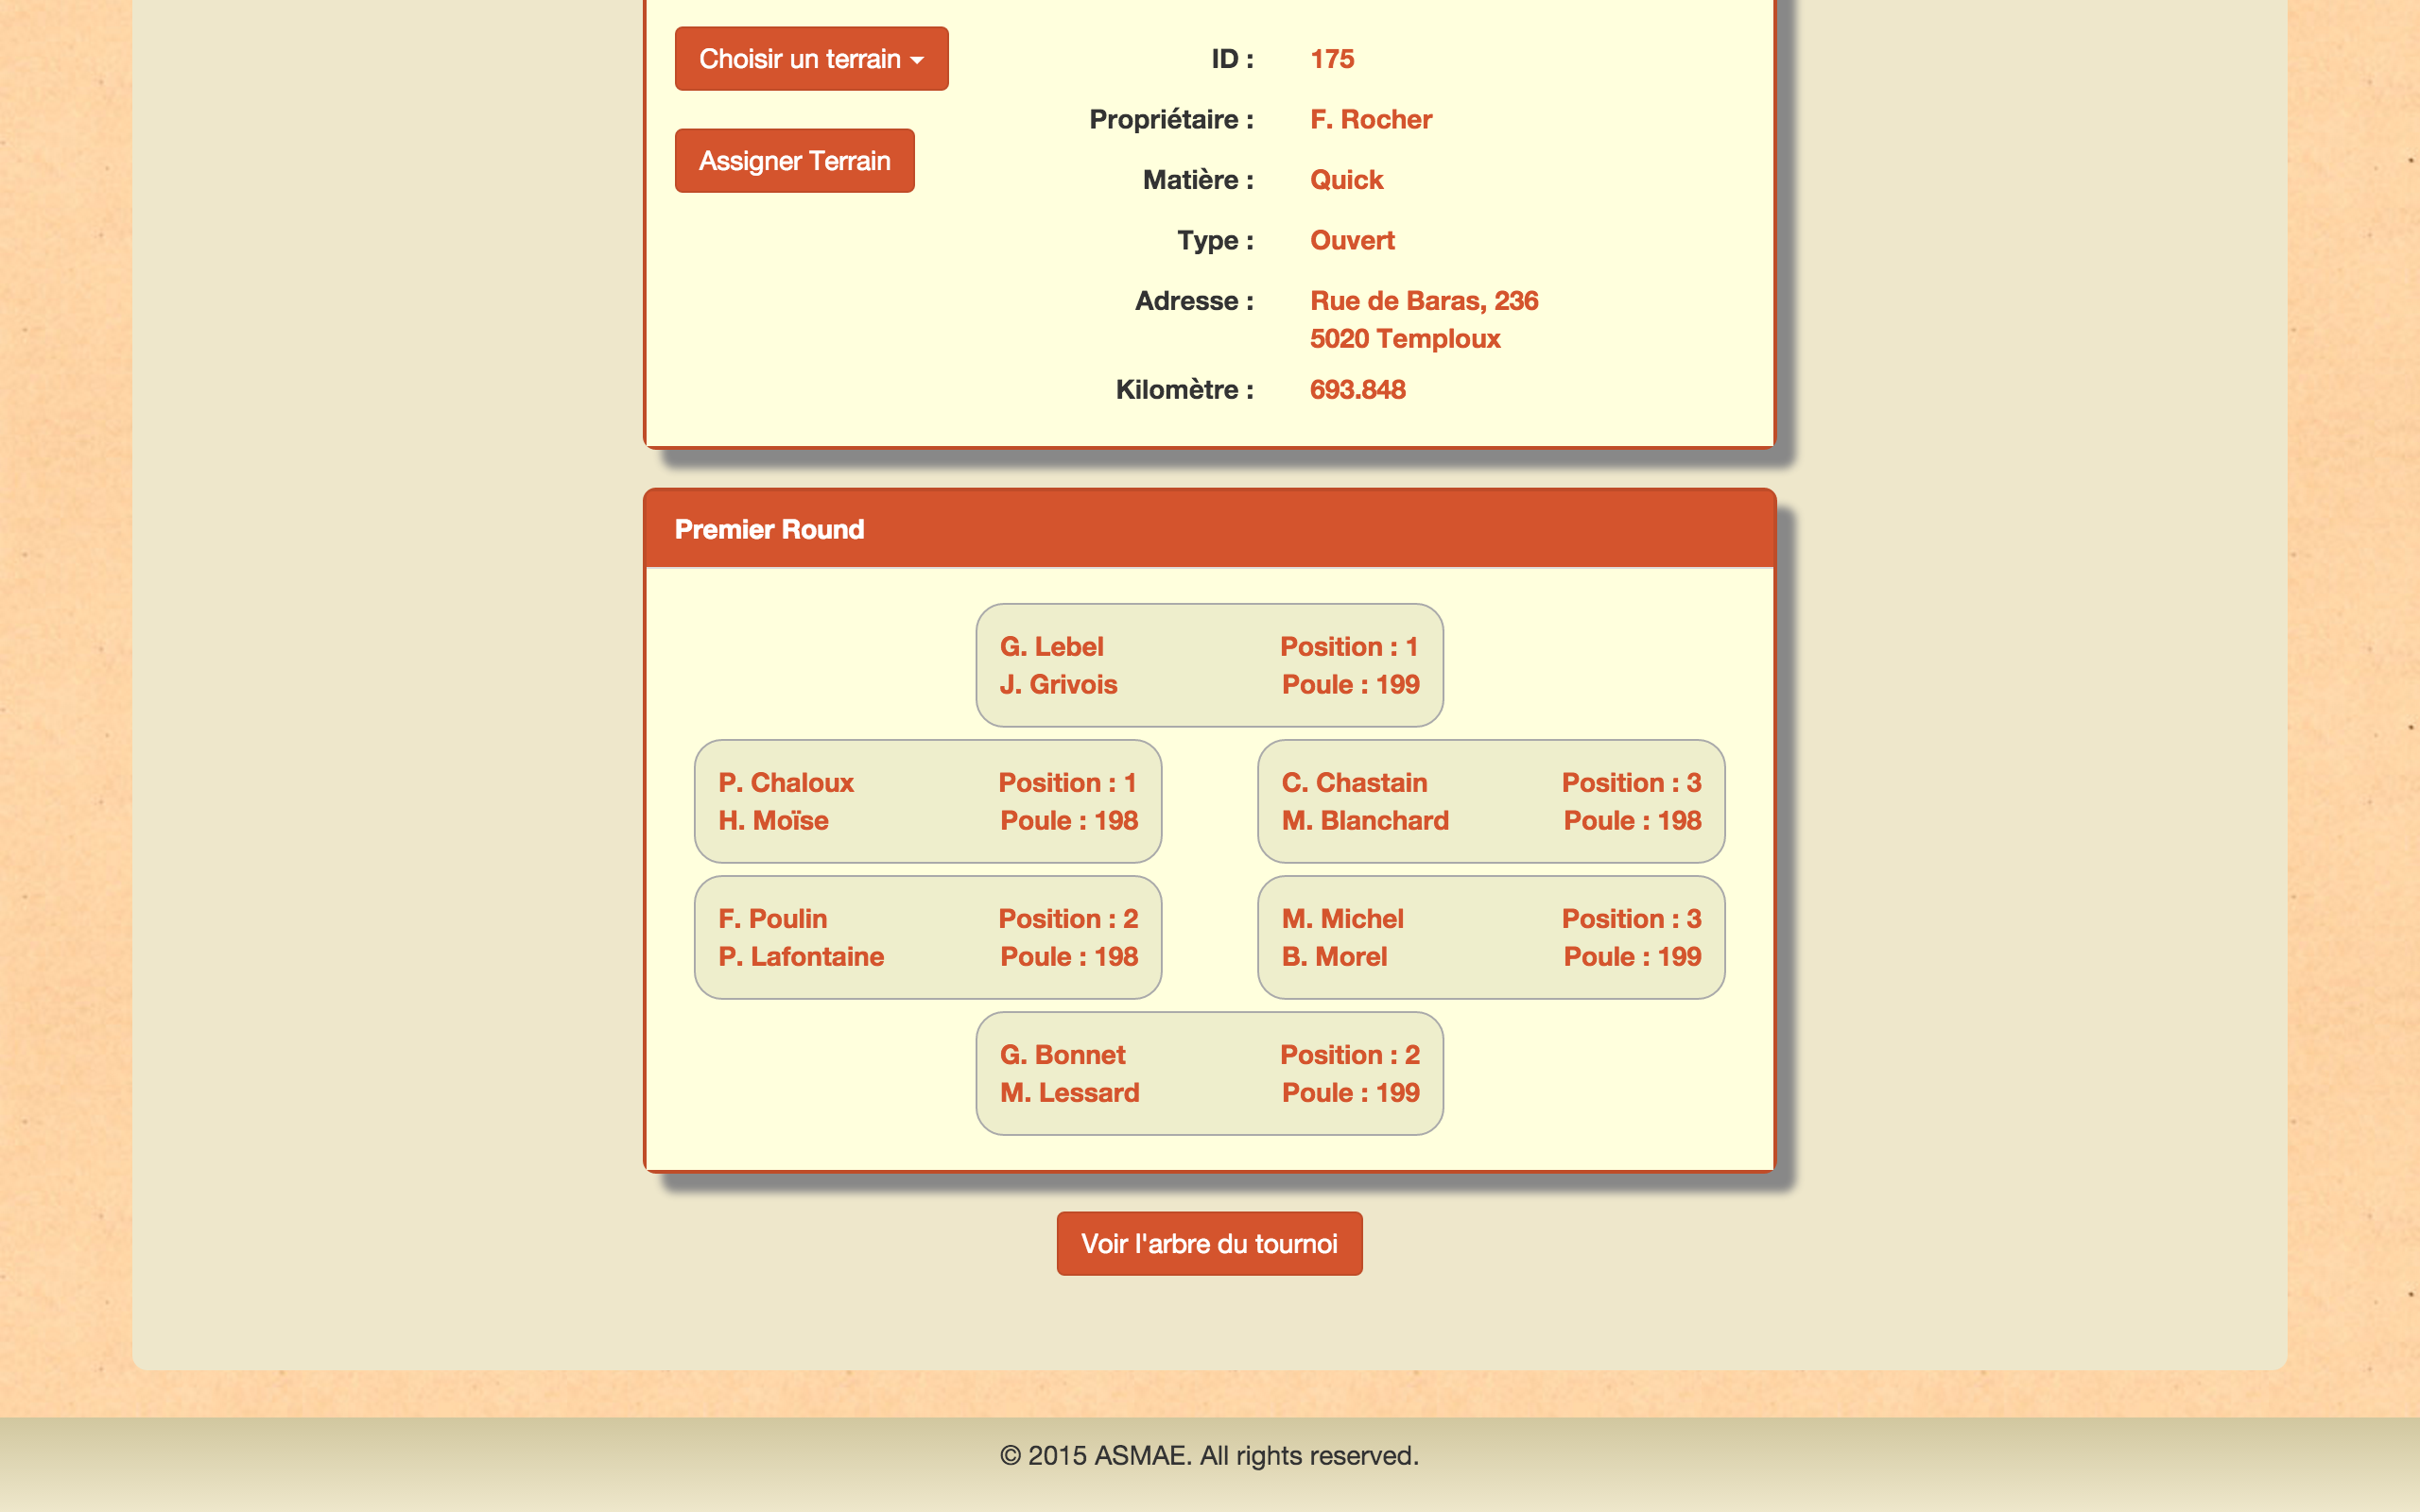 Choisir un terrain
Assigner Terrain
ID : 175
Propriétaire : F. Rocher
Matière : Quick
Type : Ouvert
Adresse : Rue de Baras, 236
5020 Temploux
Kilomètre : 693.848
Premier Round
G. Lebel Position : 1
J. Grivois Poule : 199
P. Chaloux Position : 1
H. Moïse Poule : 198
C. Chastain Position : 3
M. Blanchard Poule : 198
F. Poulin Position : 2
P. Lafontaine Poule : 198
M. Michel Position : 3
B. Morel Poule : 199
G. Bonnet Position : 2
M. Lessard Poule : 199
Voir l'arbre du tournoi
© 2015 ASMAE. All rights reserved.